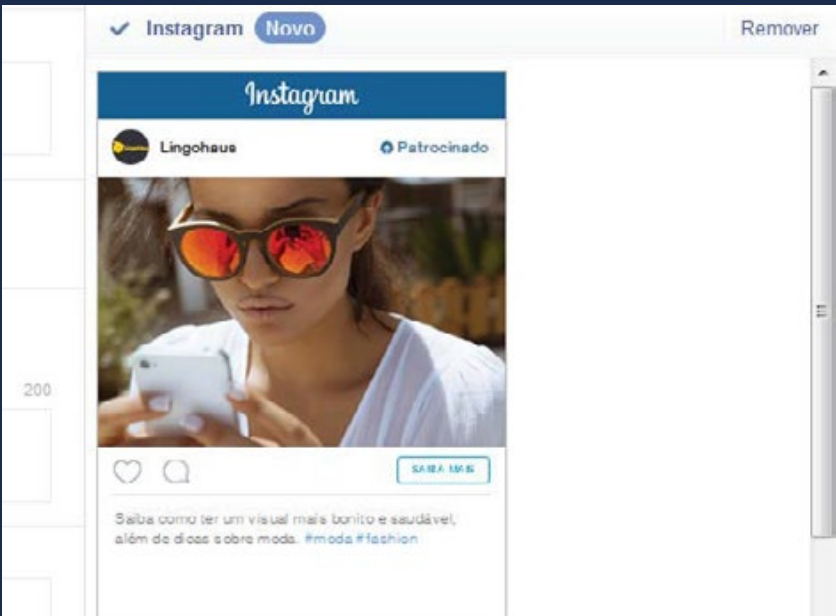 Instagram Novo Remover
Instagram
Lingohaus Patrocinado
200
SAIBA MAIS
Saiba como ter um visual mais bonito e saudável,
além de dicas sobre moda. #moda #fashion